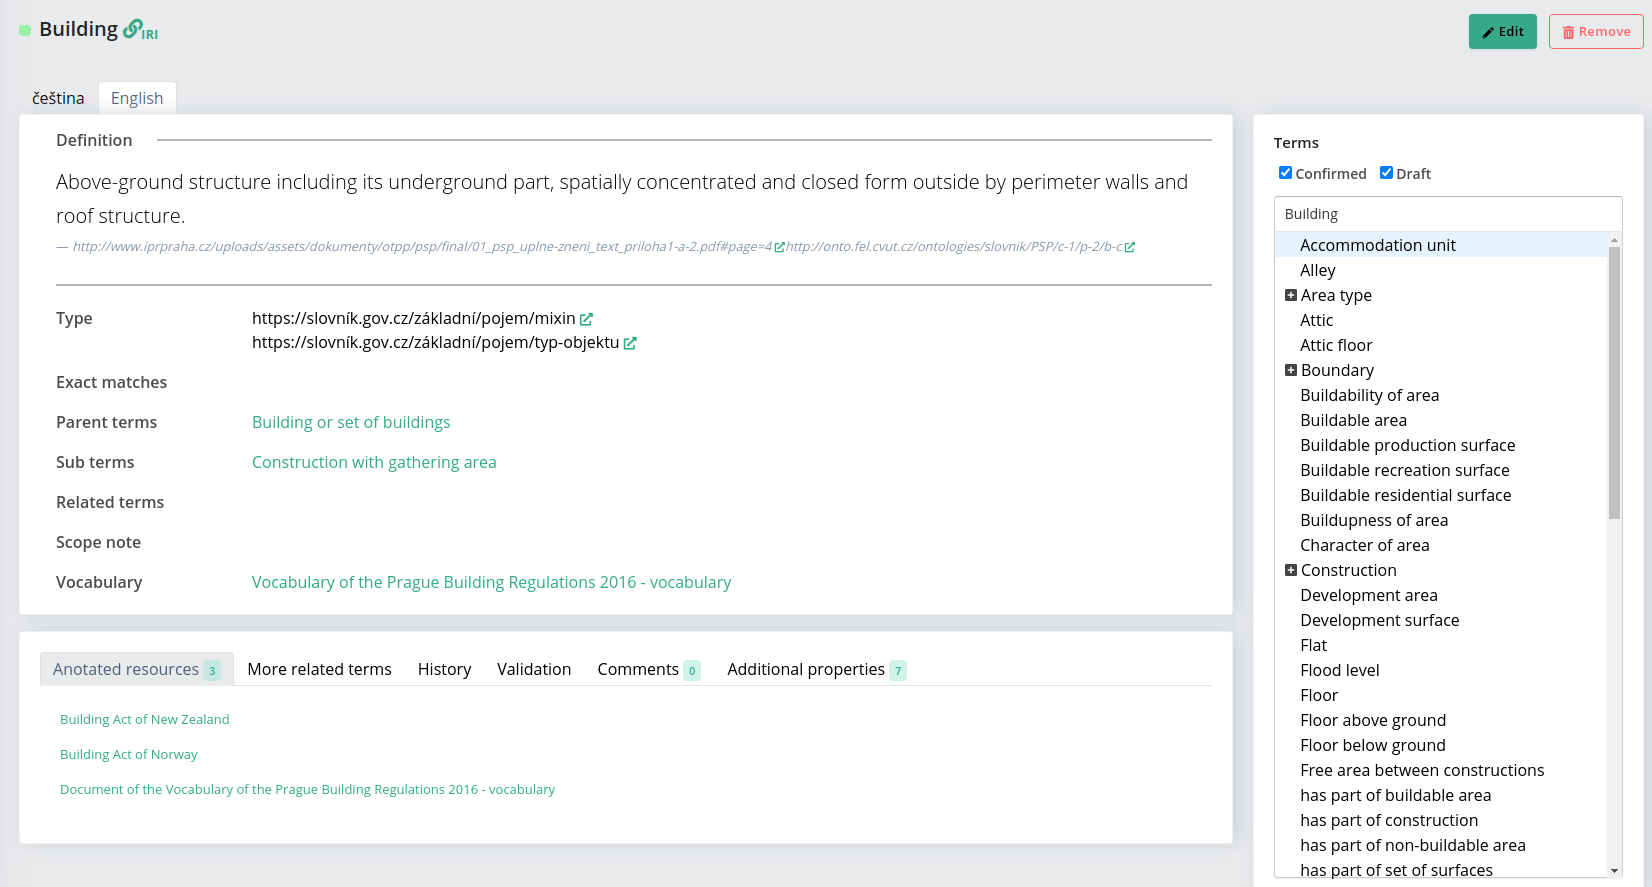 Building IRI
Edit
Remove
čeština
English
Definition
Above-ground structure including its underground part, spatially concentrated and closed form outside by perimeter walls and
roof structure.
— http://www.iprpraha.cz/uploads/assets/dokumenty/otpp/psp/final/01_psp_uplne-zneni_text_priloha1-a-2.pdf#page=4 http://onto.fel.cvut.cz/ontologies/slovnik/PSP/c-1/p-2/b-c
Type
https://slovník.gov.cz/základní/pojem/mixin
https://slovník.gov.cz/základní/pojem/typ-objektu
Exact matches
Parent terms
Building or set of buildings
Sub terms
Construction with gathering area
Related terms
Scope note
Vocabulary
Vocabulary of the Prague Building Regulations 2016 - vocabulary
Anotated resources 3
More related terms
History
Validation
Comments 0
Additional properties 7
Building Act of New Zealand
Building Act of Norway
Document of the Vocabulary of the Prague Building Regulations 2016 - vocabulary
Terms
Confirmed
Draft
Building
Accommodation unit
Alley
Area type
Attic
Attic floor
Boundary
Buildability of area
Buildable area
Buildable production surface
Buildable recreation surface
Buildable residential surface
Buildupness of area
Character of area
Construction
Development area
Development surface
Flat
Flood level
Floor
Floor above ground
Floor below ground
Free area between constructions
has part of buildable area
has part of construction
has part of non-buildable area
has part of set of surfaces